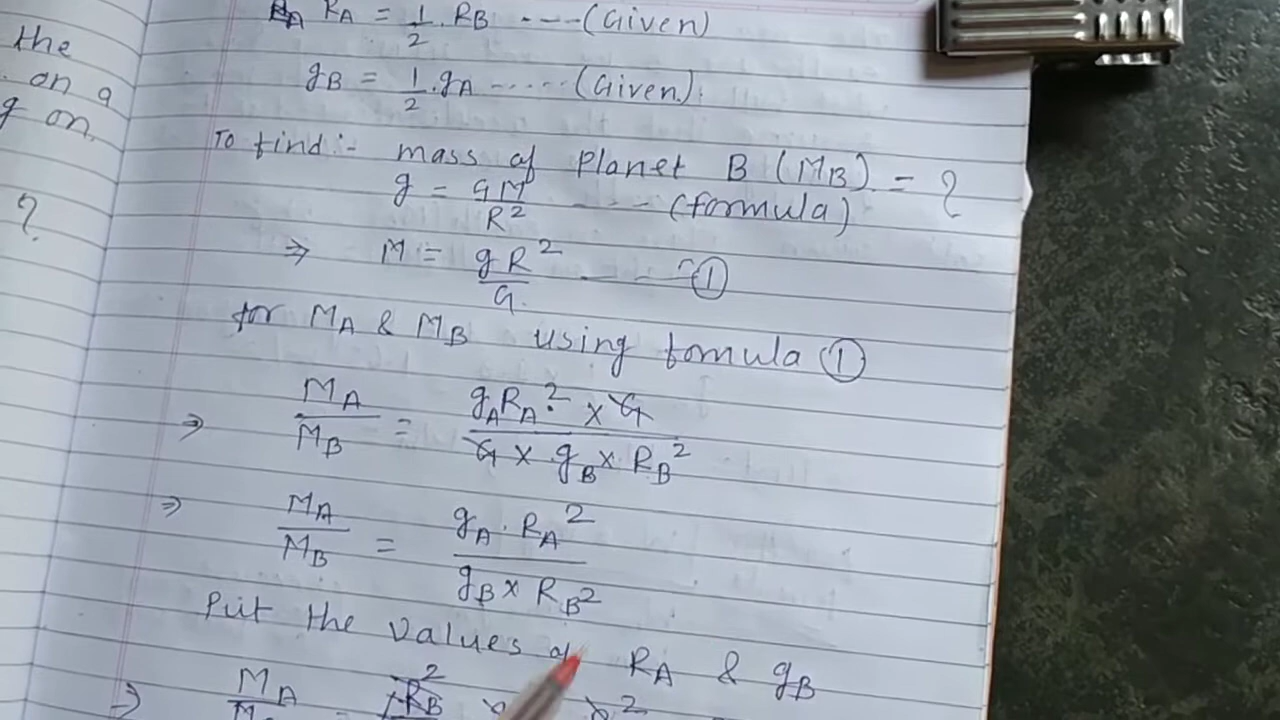 the
on a
g on
?
RA = 1/2 . RB ---- (Given)
gB = 1/2 . gA ------ (Given).
To find :- mass of Planet B (MB) = ?
g = GM/R² ---- (formula)
⇒ M = gR²/G ---- ①
for MA & MB using fomula ①
⇒ MA/MB = gARA² × G / G × gB × RB²
⇒ MA/MB = gA . RA² / gB × RB²
Put the values of RA & gB
⇒ MA